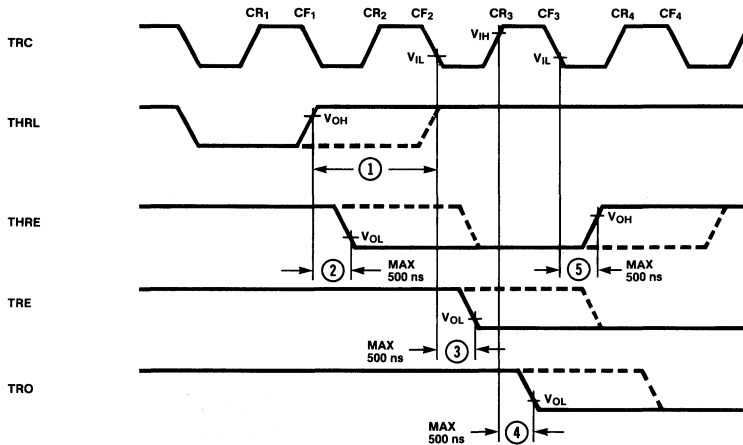 CR1 CF1 CR2 CF2 CR3 CF3 CR4 CF4
TRC
VIL
VIH
VIL
THRL
VOH
1
THRE
VOL
VOH
2
MAX
500 ns
5
MAX
500 ns
TRE
VOL
MAX
500 ns
3
TRO
VOL
MAX
500 ns
4